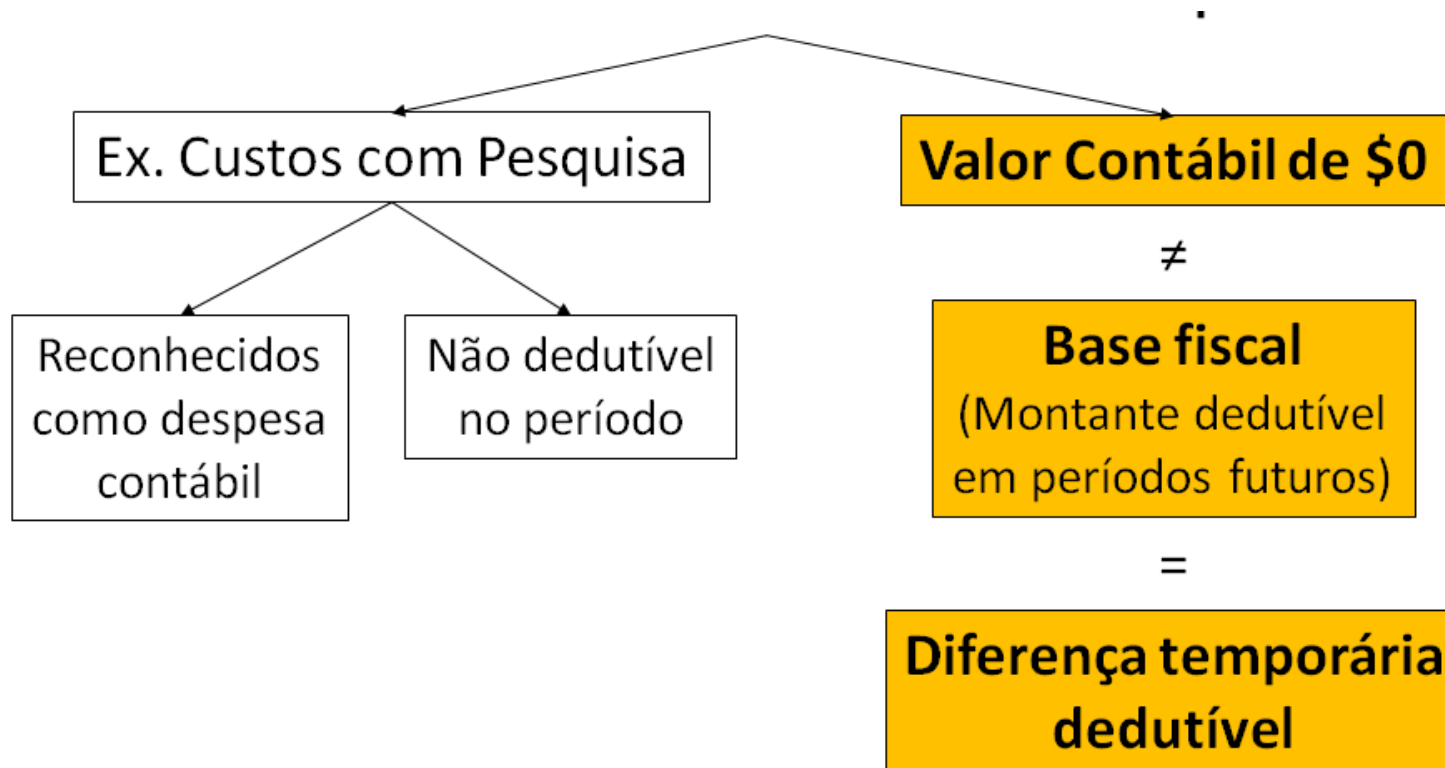 Ex. Custos com Pesquisa
Reconhecidos
como despesa
contábil
Não dedutível
no período
Valor Contábil de $0
≠
Base fiscal
(Montante dedutível
em períodos futuros)
=
Diferença temporária
dedutível